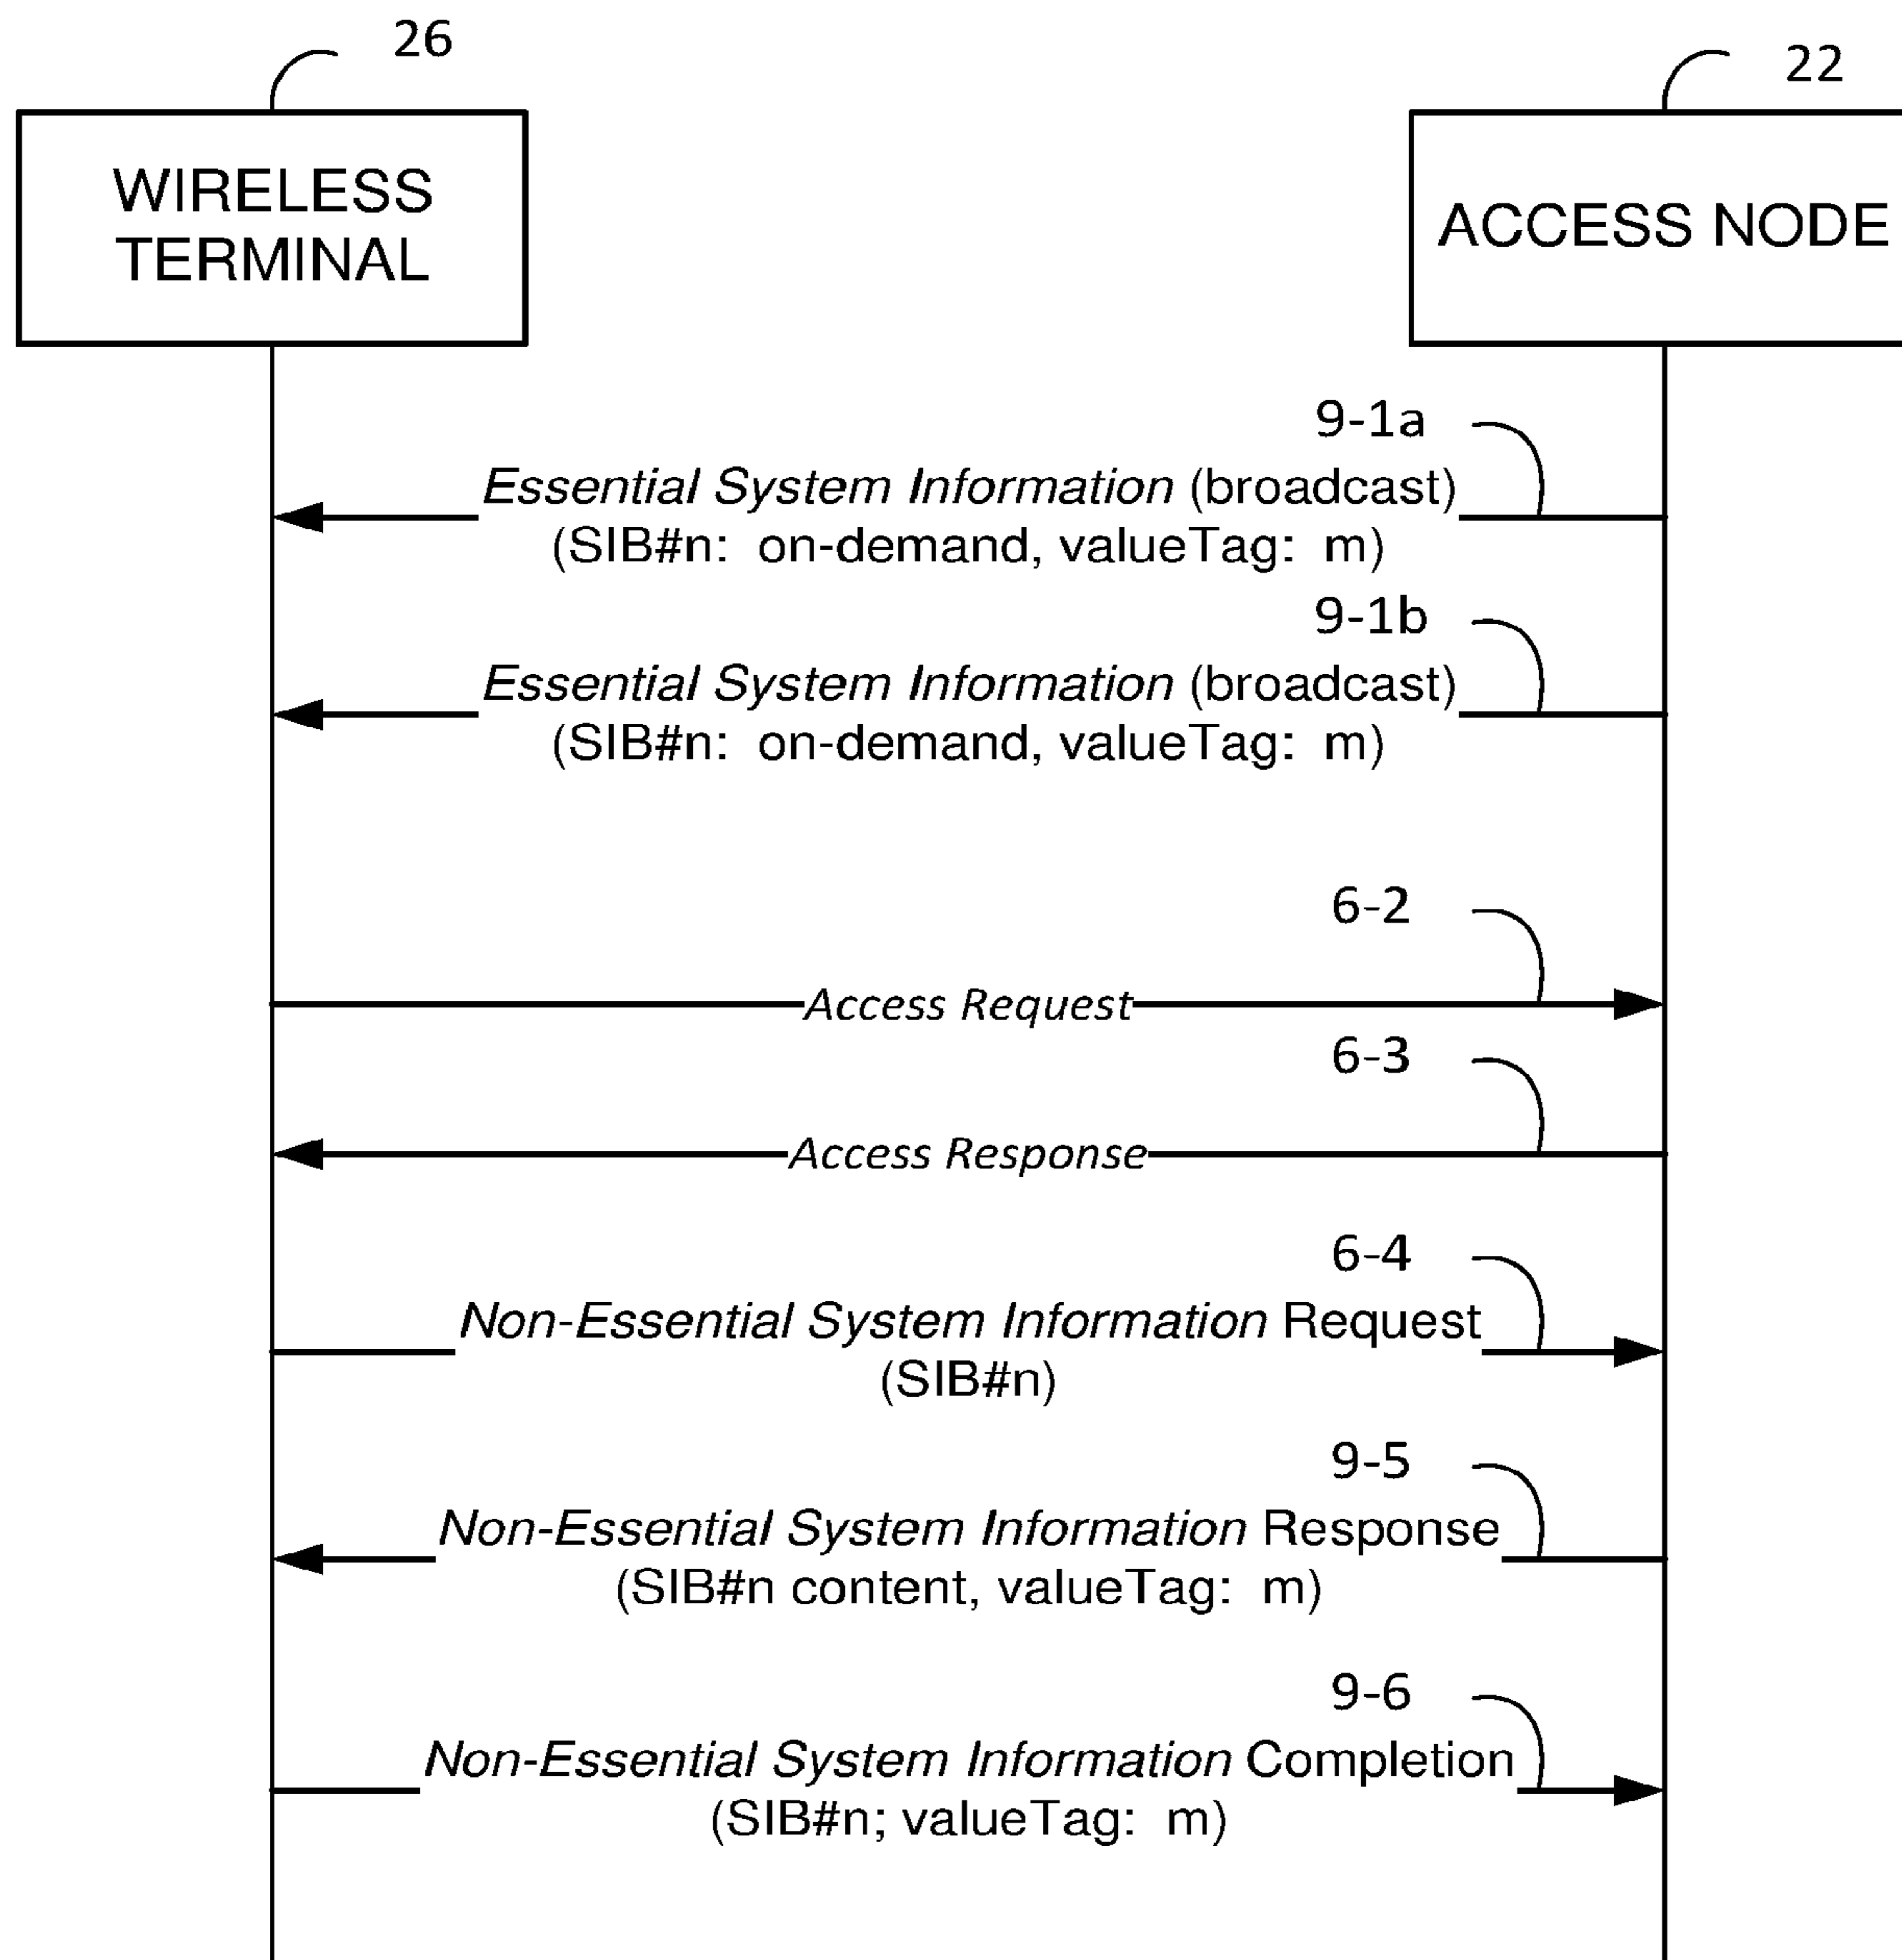 26
22
WIRELESS
TERMINAL
ACCESS NODE
9-1a
Essential System Information (broadcast)
(SIB#n: on-demand, valueTag: m)
9-1b
Essential System Information (broadcast)
(SIB#n: on-demand, valueTag: m)
6-2
Access Request
6-3
Access Response
6-4
Non-Essential System Information Request
(SIB#n)
9-5
Non-Essential System Information Response
(SIB#n content, valueTag: m)
9-6
Non-Essential System Information Completion
(SIB#n; valueTag: m)